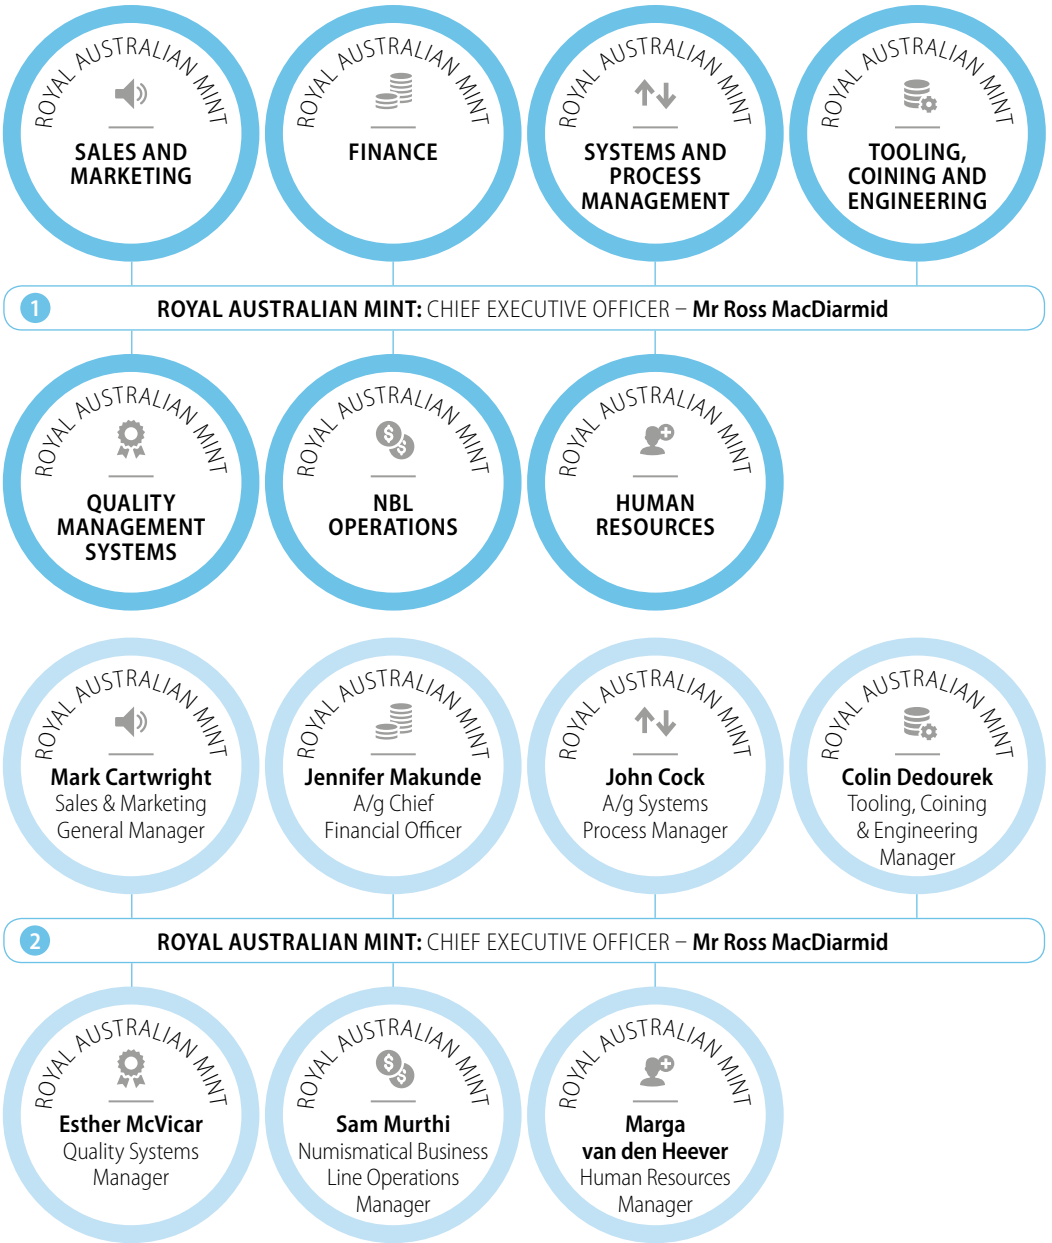 ROYAL AUSTRALIAN MINT
SALES AND
MARKETING
ROYAL AUSTRALIAN MINT
FINANCE
ROYAL AUSTRALIAN MINT
SYSTEMS AND
PROCESS
MANAGEMENT
ROYAL AUSTRALIAN MINT
TOOLING,
COINING AND
ENGINEERING
1 ROYAL AUSTRALIAN MINT: CHIEF EXECUTIVE OFFICER – Mr Ross MacDiarmid
ROYAL AUSTRALIAN MINT
QUALITY
MANAGEMENT
SYSTEMS
ROYAL AUSTRALIAN MINT
NBL
OPERATIONS
ROYAL AUSTRALIAN MINT
HUMAN
RESOURCES
ROYAL AUSTRALIAN MINT
Mark Cartwright
Sales & Marketing
General Manager
ROYAL AUSTRALIAN MINT
Jennifer Makunde
A/g Chief
Financial Officer
ROYAL AUSTRALIAN MINT
John Cock
A/g Systems
Process Manager
ROYAL AUSTRALIAN MINT
Colin Dedourek
Tooling, Coining
& Engineering
Manager
2 ROYAL AUSTRALIAN MINT: CHIEF EXECUTIVE OFFICER – Mr Ross MacDiarmid
ROYAL AUSTRALIAN MINT
Esther McVicar
Quality Systems
Manager
ROYAL AUSTRALIAN MINT
Sam Murthi
Numismatical Business
Line Operations
Manager
ROYAL AUSTRALIAN MINT
Marga
van den Heever
Human Resources
Manager